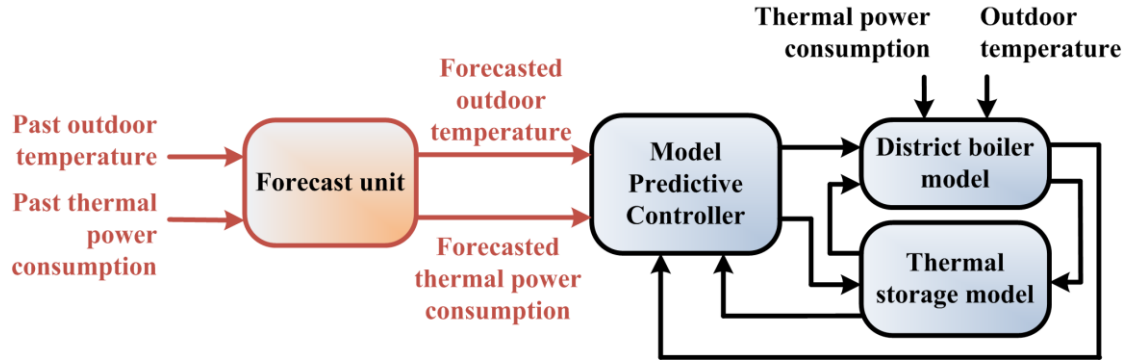 Past outdoor
temperature
Past thermal
power
consumption
Forecast unit
Forecasted
outdoor
temperature
Forecasted
thermal power
consumption
Model
Predictive
Controller
Thermal power
consumption
Outdoor
temperature
District boiler
model
Thermal
storage model